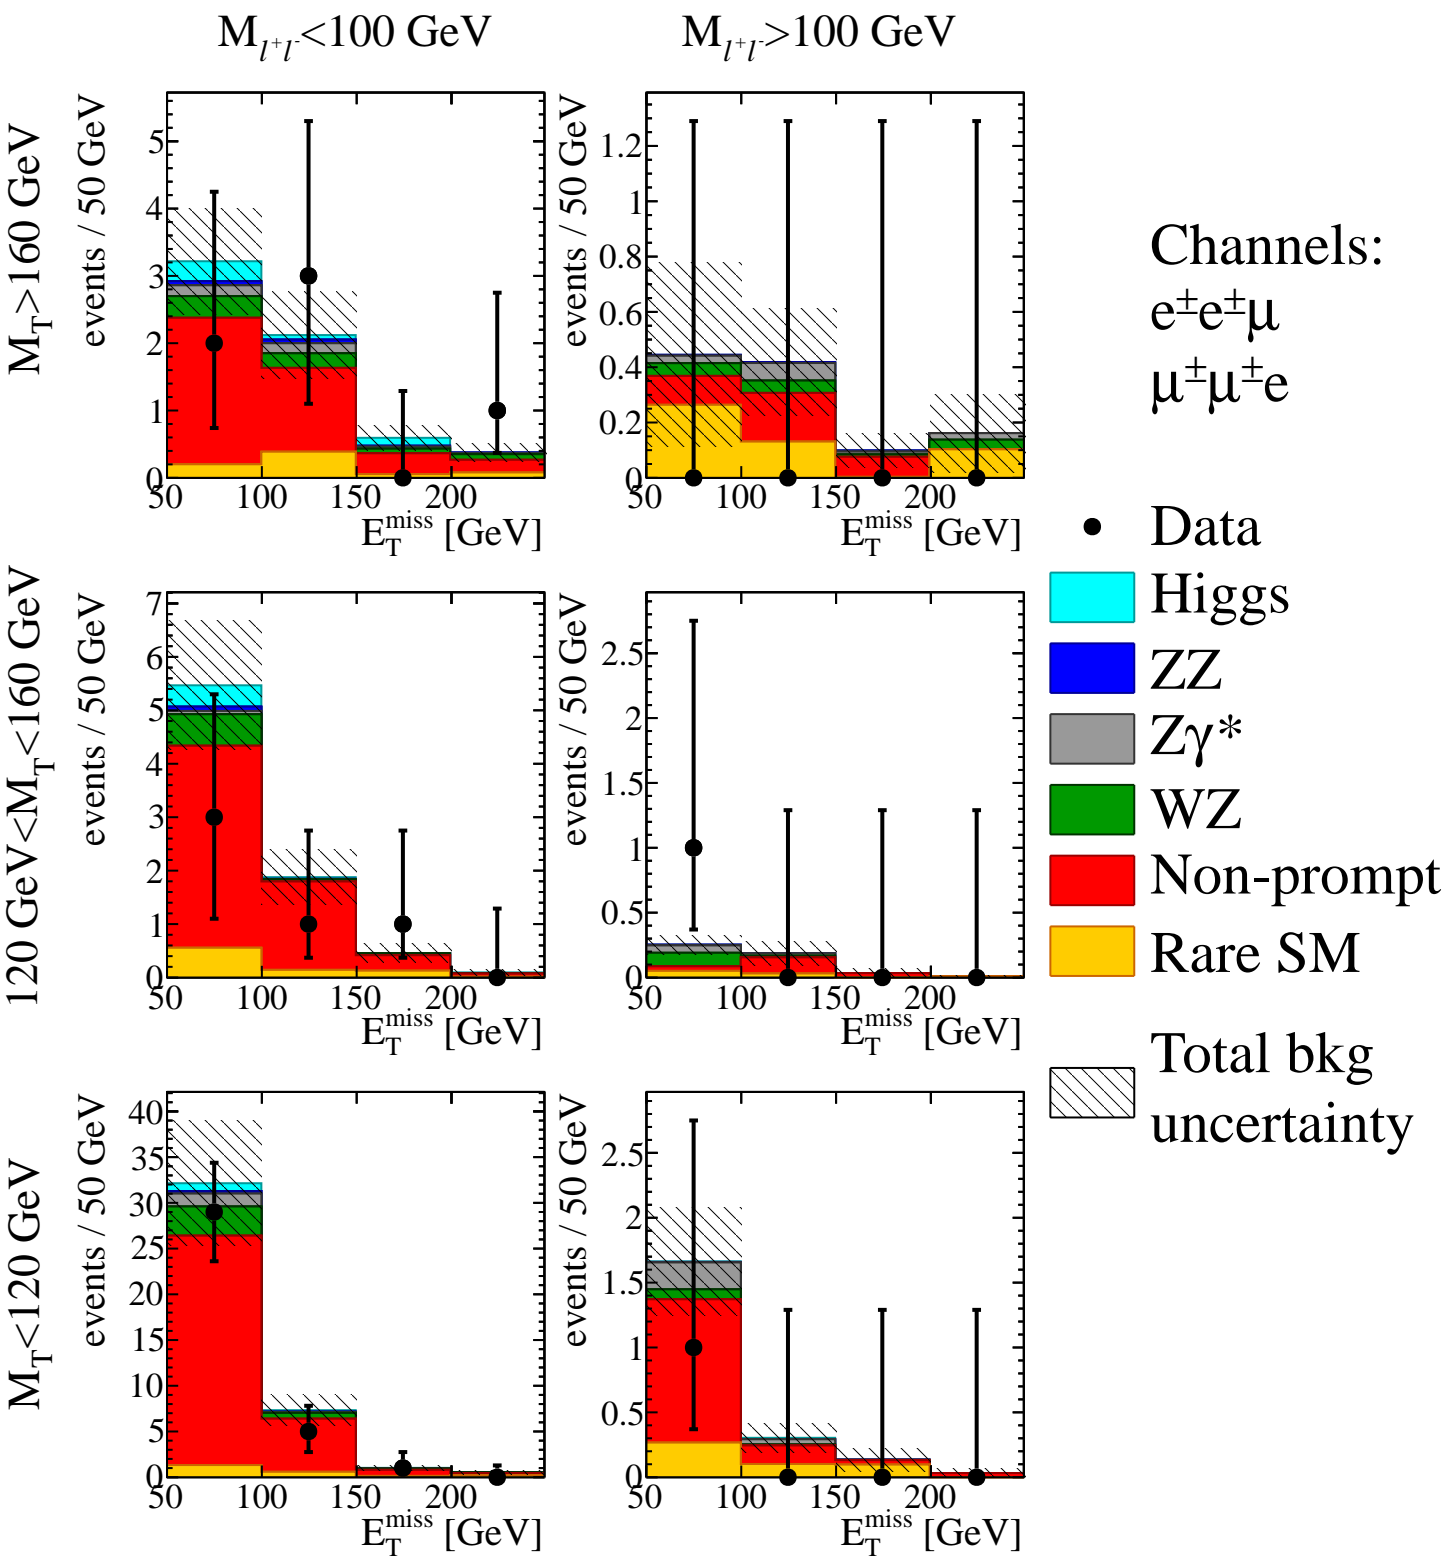 M_{l⁺l⁻}<100 GeV
M_{l⁺l⁻}>100 GeV
M_T>160 GeV
events / 50 GeV
0
1
2
3
4
5
50
100
150
200
E_T^miss [GeV]
events / 50 GeV
0
0.2
0.4
0.6
0.8
1
1.2
50
100
150
200
E_T^miss [GeV]
120 GeV<M_T<160 GeV
events / 50 GeV
0
1
2
3
4
5
6
7
50
100
150
200
E_T^miss [GeV]
events / 50 GeV
0
0.5
1
1.5
2
2.5
50
100
150
200
E_T^miss [GeV]
M_T<120 GeV
events / 50 GeV
0
5
10
15
20
25
30
35
40
50
100
150
200
E_T^miss [GeV]
events / 50 GeV
0
0.5
1
1.5
2
2.5
50
100
150
200
E_T^miss [GeV]
Channels:
e±e±μ
μ±μ±e
Data
Higgs
ZZ
Zγ*
WZ
Non-prompt
Rare SM
Total bkg
uncertainty